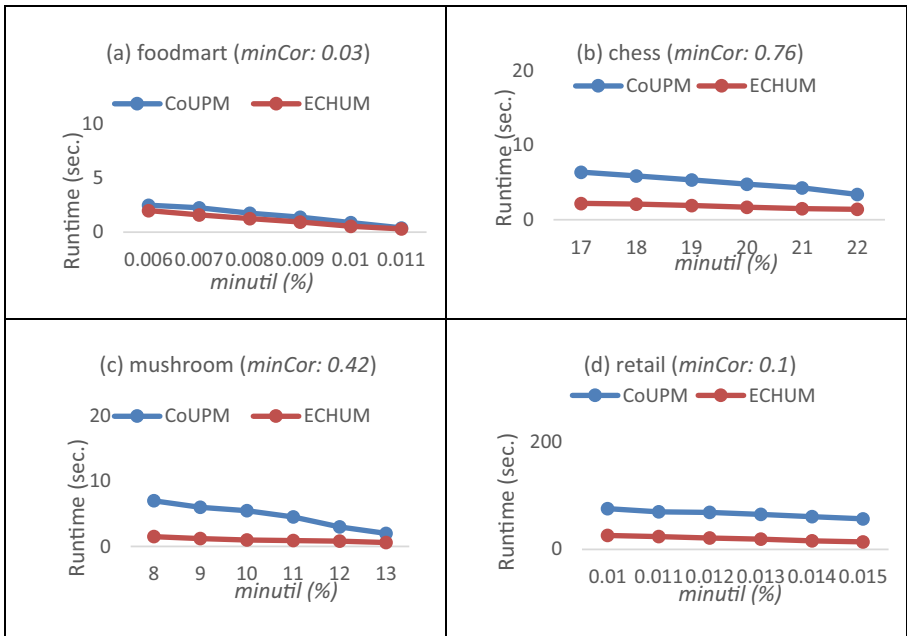 (a) foodmart (minCor: 0.03)
CoUPM ECHUM
10
5
0
Runtime (sec.)
0.006 0.007 0.008 0.009 0.01 0.011
minutil (%)
(b) chess (minCor: 0.76)
20
CoUPM ECHUM
10
0
Runtime (sec.)
17 18 19 20 21 22
minutil (%)
(c) mushroom (minCor: 0.42)
20
CoUPM ECHUM
10
0
Runtime (sec.)
8 9 10 11 12 13
minutil (%)
(d) retail (minCor: 0.1)
CoUPM ECHUM
200
100
0
Runtime (sec.)
0.01 0.011 0.012 0.013 0.014 0.015
minutil (%)